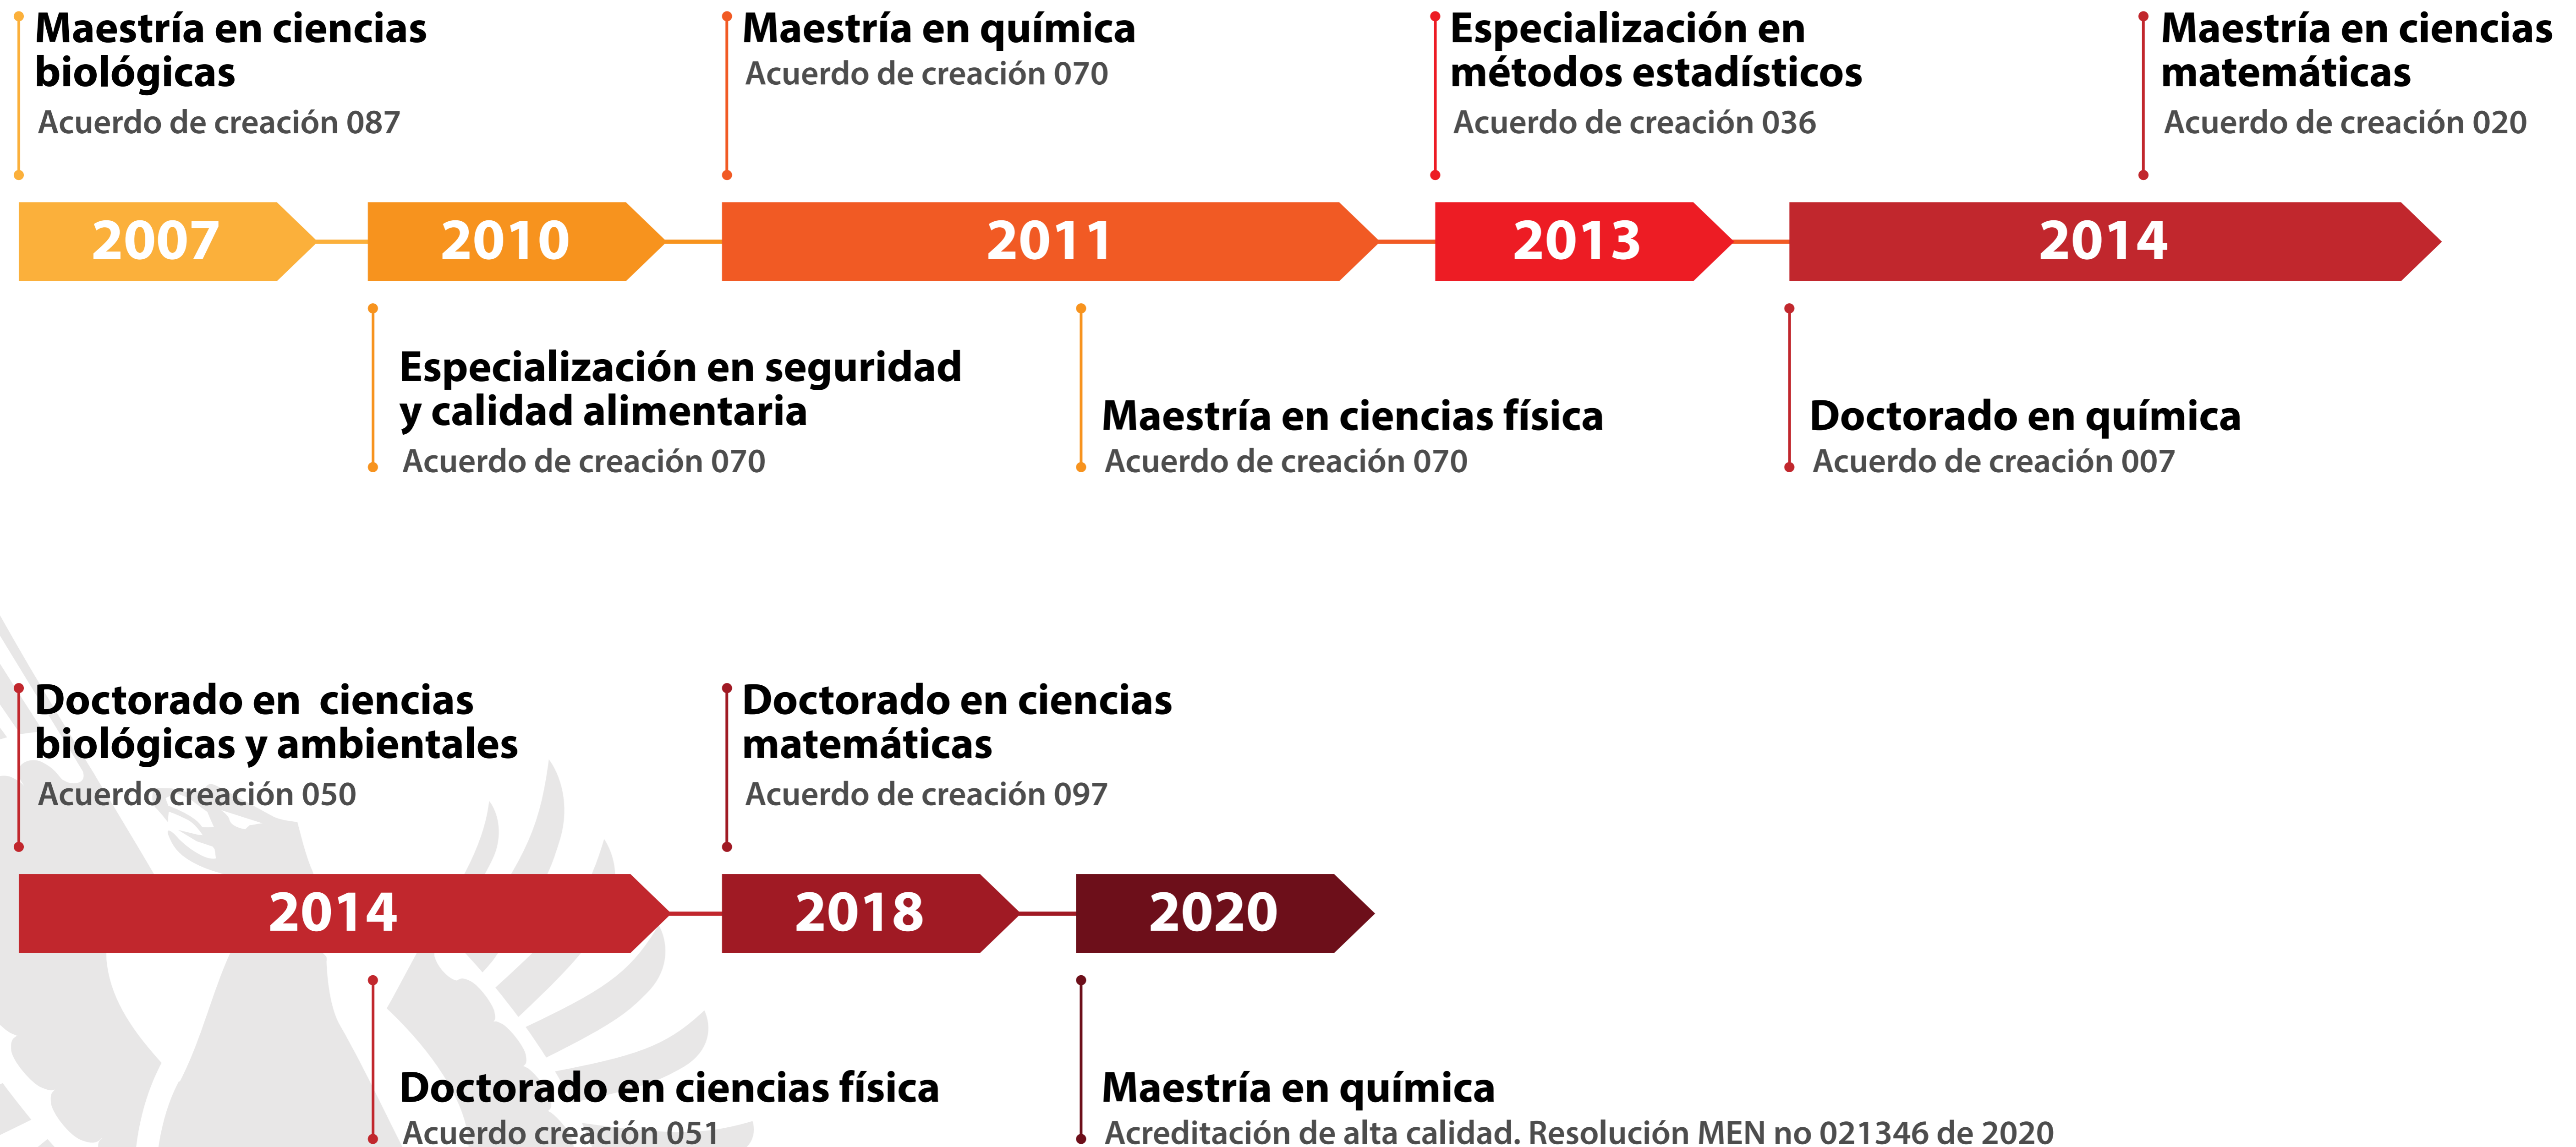 Maestría en ciencias
biológicas
Acuerdo de creación 087
Maestría en química
Acuerdo de creación 070
Especialización en
métodos estadísticos
Acuerdo de creación 036
Maestría en ciencias
matemáticas
Acuerdo de creación 020
2007
2010
2011
2013
2014
Especialización en seguridad
y calidad alimentaria
Acuerdo de creación 070
Maestría en ciencias física
Acuerdo de creación 070
Doctorado en química
Acuerdo de creación 007
Doctorado en ciencias
biológicas y ambientales
Acuerdo creación 050
Doctorado en ciencias
matemáticas
Acuerdo de creación 097
2014
2018
2020
Doctorado en ciencias física
Acuerdo creación 051
Maestría en química
Acreditación de alta calidad. Resolución MEN no 021346 de 2020